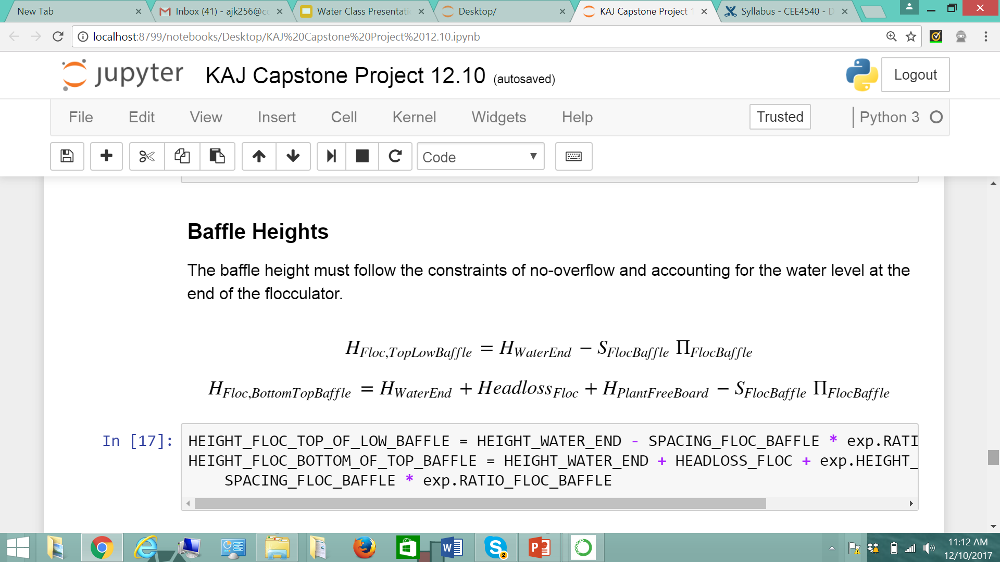 New Tab
Inbox (41) - ajk256@co
Water Class Presentati
Desktop/
KAJ Capstone Project 1
Syllabus - CEE4540 - D
localhost:8799/notebooks/Desktop/KAJ%20Capstone%20Project%2012.10.ipynb
jupyter KAJ Capstone Project 12.10 (autosaved)
Logout
File Edit View Insert Cell Kernel Widgets Help Trusted Python 3
Code
Baffle Heights
The baffle height must follow the constraints of no-overflow and accounting for the water level at the
end of the flocculator.
H_{Floc,TopLowBaffle} = H_{WaterEnd} − S_{FlocBaffle} Π_{FlocBaffle}
H_{Floc,BottomTopBaffle} = H_{WaterEnd} + Headloss_{Floc} + H_{PlantFreeBoard} − S_{FlocBaffle} Π_{FlocBaffle}
In [17]:
HEIGHT_FLOC_TOP_OF_LOW_BAFFLE = HEIGHT_WATER_END - SPACING_FLOC_BAFFLE * exp.RATI
HEIGHT_FLOC_BOTTOM_OF_TOP_BAFFLE = HEIGHT_WATER_END + HEADLOSS_FLOC + exp.HEIGHT_
SPACING_FLOC_BAFFLE * exp.RATIO_FLOC_BAFFLE
11:12 AM
12/10/2017